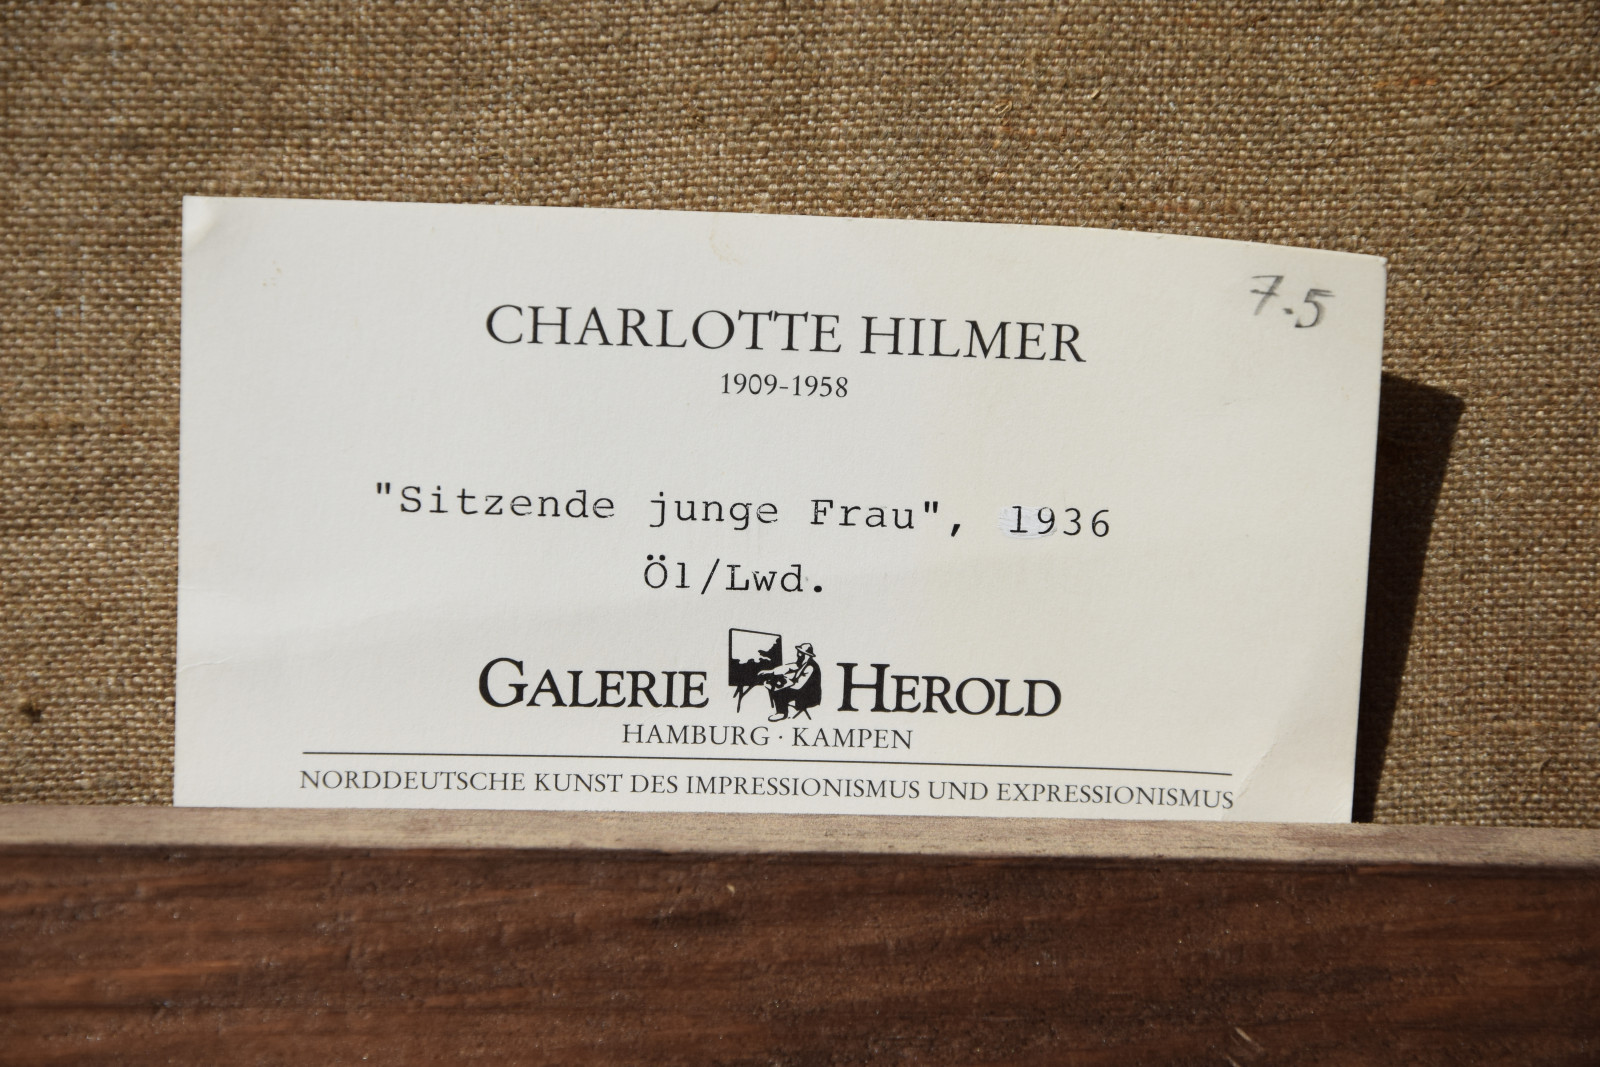 7.5
CHARLOTTE HILMER
1909-1958
"Sitzende junge Frau", 1936
Öl/Lwd.
GALERIE HEROLD
HAMBURG · KAMPEN
NORDDEUTSCHE KUNST DES IMPRESSIONISMUS UND EXPRESSIONISMUS